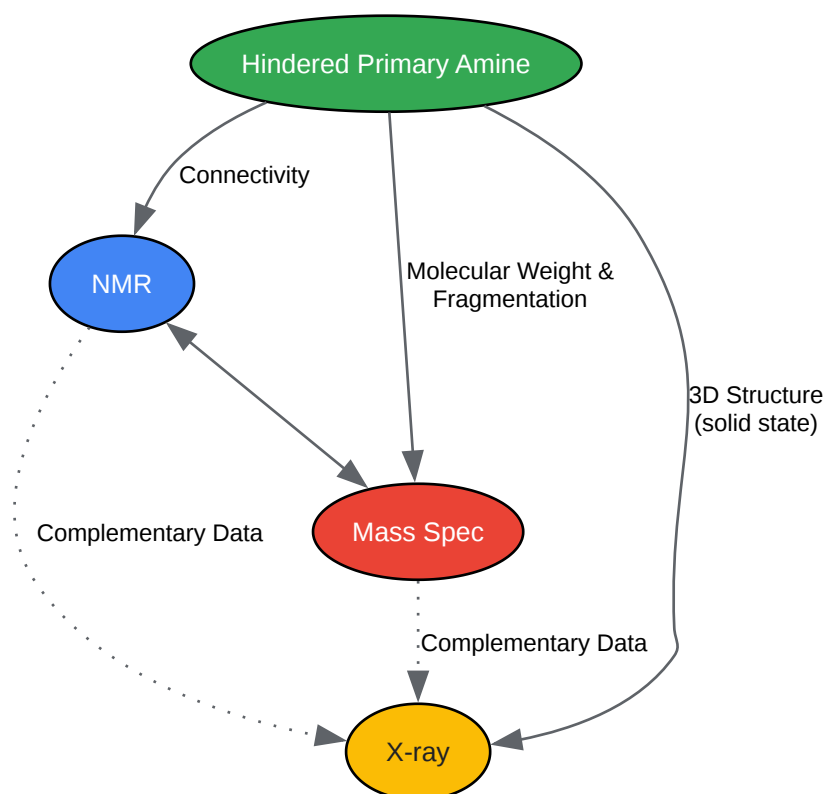 Hindered Primary Amine
Connectivity
Molecular Weight &
Fragmentation
NMR
3D Structure
(solid state)
Complementary Data
Mass Spec
Complementary Data
X-ray